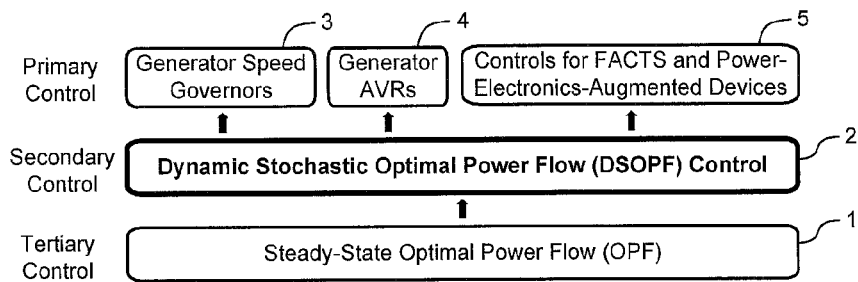 3
4
5
Primary
Control
Generator Speed
Governors
Generator
AVRs
Controls for FACTS and Power-
Electronics-Augmented Devices
2
Secondary
Control
Dynamic Stochastic Optimal Power Flow (DSOPF) Control
1
Tertiary
Control
Steady-State Optimal Power Flow (OPF)